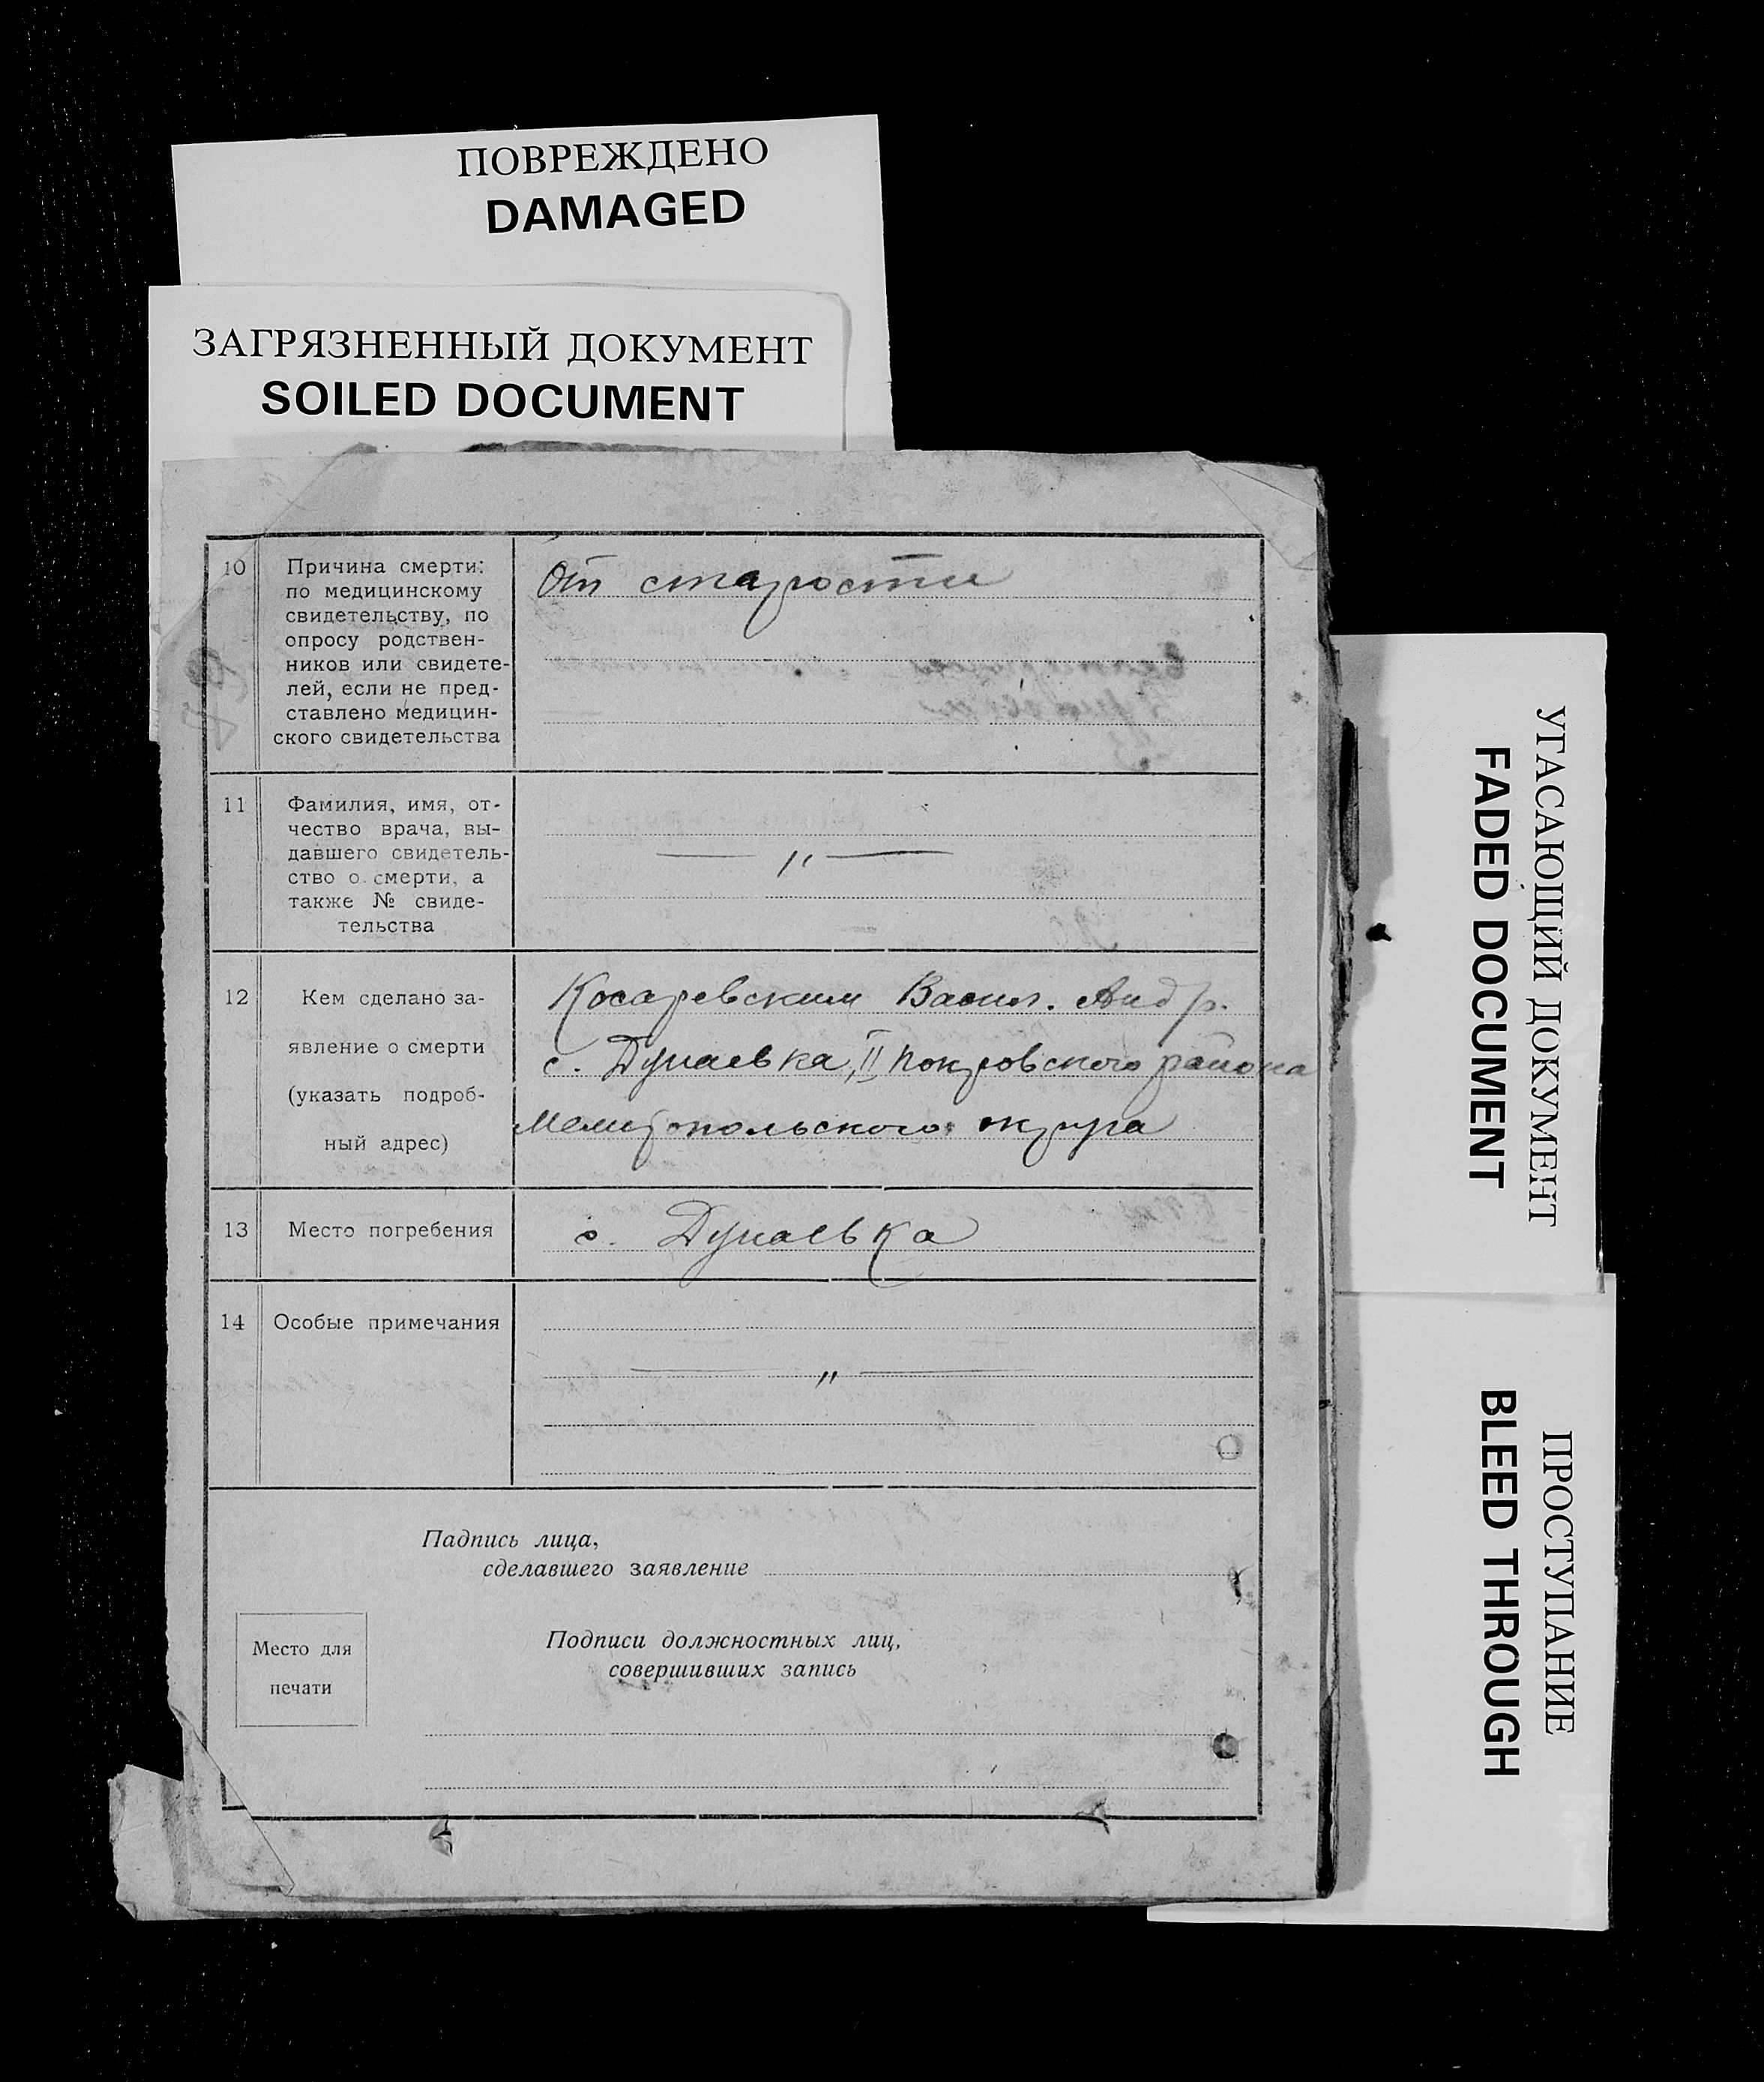 ПОВРЕЖДЕНО
DAMAGED
ЗАГРЯЗНЕННЫЙ ДОКУМЕНТ
SOILED DOCUMENT
10
Причина смерти:
по медицинскому
свидетельству, по
опросу родствен-
ников или свидете-
лей, если не пред-
ставлено медицин-
ского свидетельства
От старости
11
Фамилия, имя, от-
чество врача, вы-
давшего свидетель-
ство о смерти, а
также № свиде-
тельства
— „ —
12
Кем сделано за-
явление о смерти
(указать подроб-
ный адрес)
Косаревским Васил. Андр.
с. Дунаевка, II Покровского района
Мелитопольского округа
13
Место погребения
с. Дунаевка
14
Особые примечания
— „ —
Падпись лица,
сделавшего заявление
Место для
печати
Подписи должностных лиц,
совершивших запись
УГАСАЮЩИЙ ДОКУМЕНТ
FADED DOCUMENT
ПРОСТУПАНИЕ
BLEED THROUGH